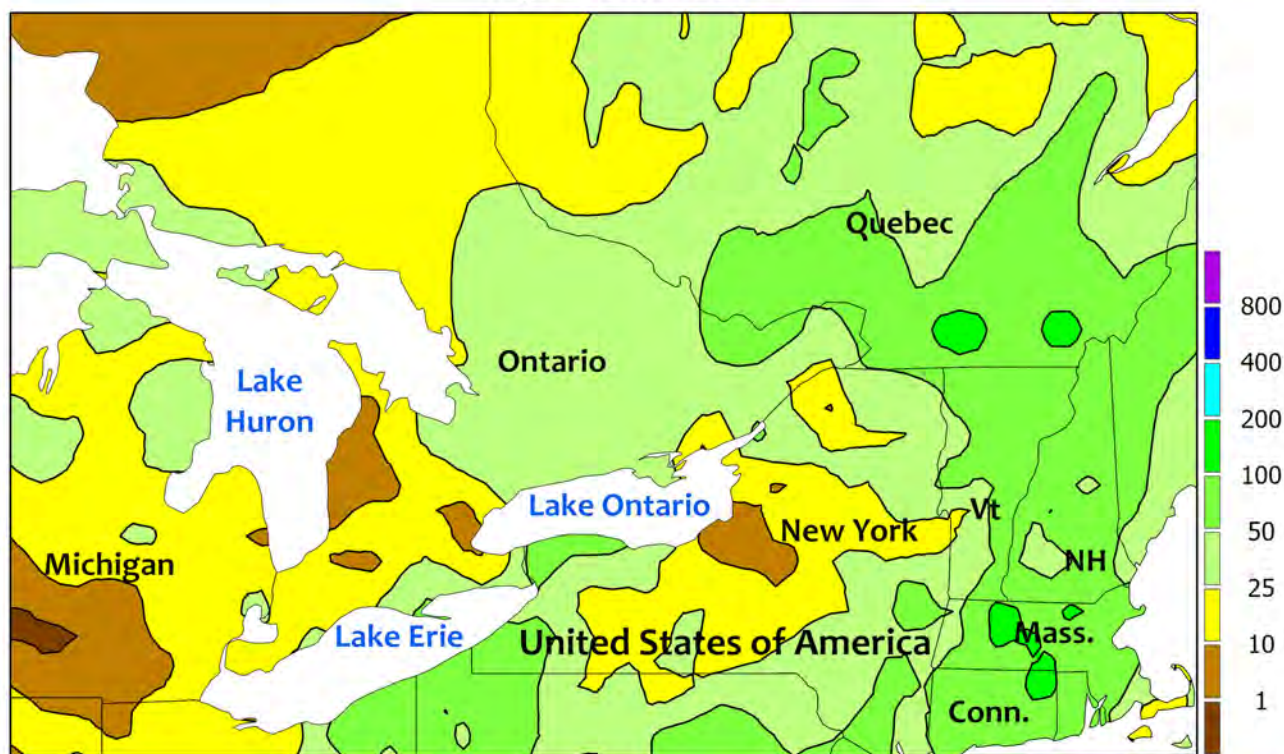 Quebec
Ontario
Lake
Huron
Lake Ontario
New York
Vt
Michigan
NH
Lake Erie
United States of America
Mass.
Conn.
800
400
200
100
50
25
10
1